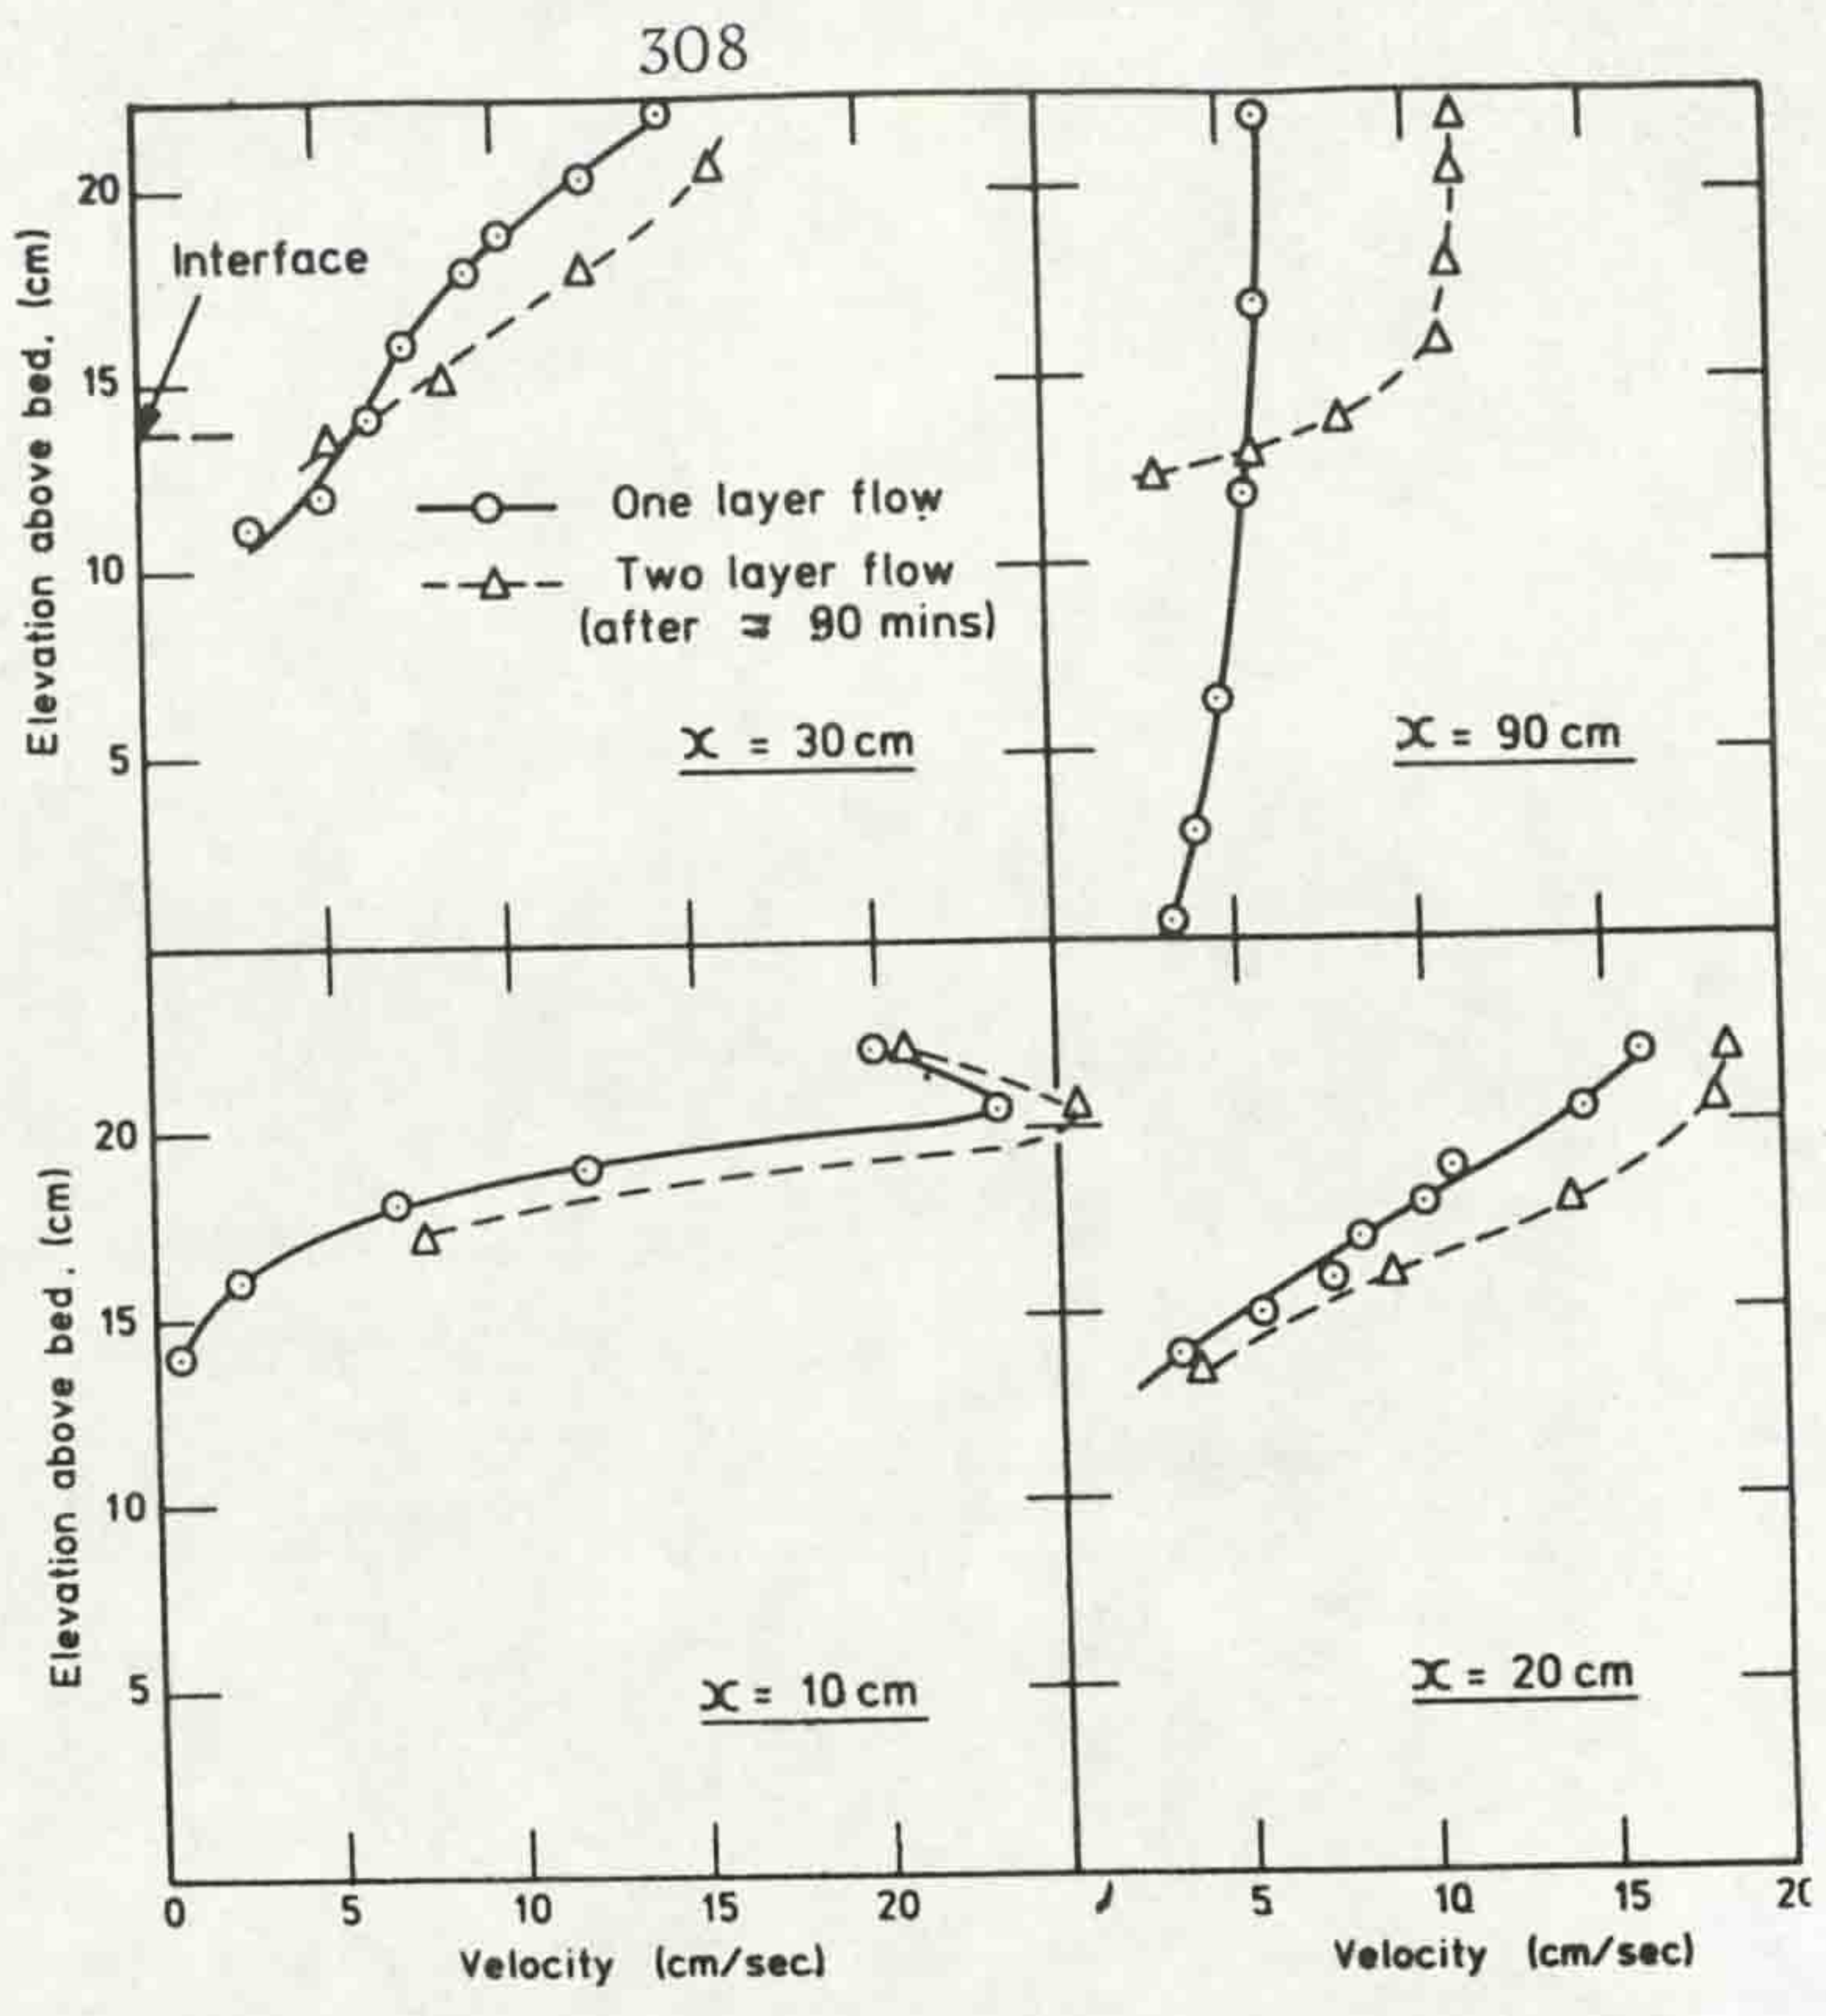 308
Elevation above bed. (cm)
20
15
10
5
Interface
One layer flow
Two layer flow
(after ≃ 90 mins)
x = 30 cm
x = 90 cm
Elevation above bed. (cm)
20
15
10
5
x = 10 cm
x = 20 cm
0 5 10 15 20
5 10 15 20
Velocity (cm/sec)
Velocity (cm/sec)